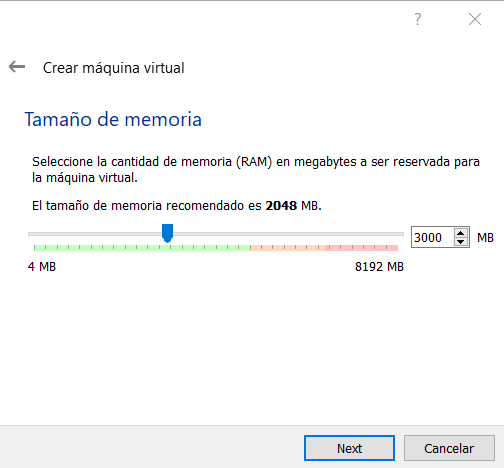 ?
Crear máquina virtual
Tamaño de memoria
Seleccione la cantidad de memoria (RAM) en megabytes a ser reservada para
la máquina virtual.
El tamaño de memoria recomendado es 2048 MB.
3000 MB
4 MB 8192 MB
Next Cancelar